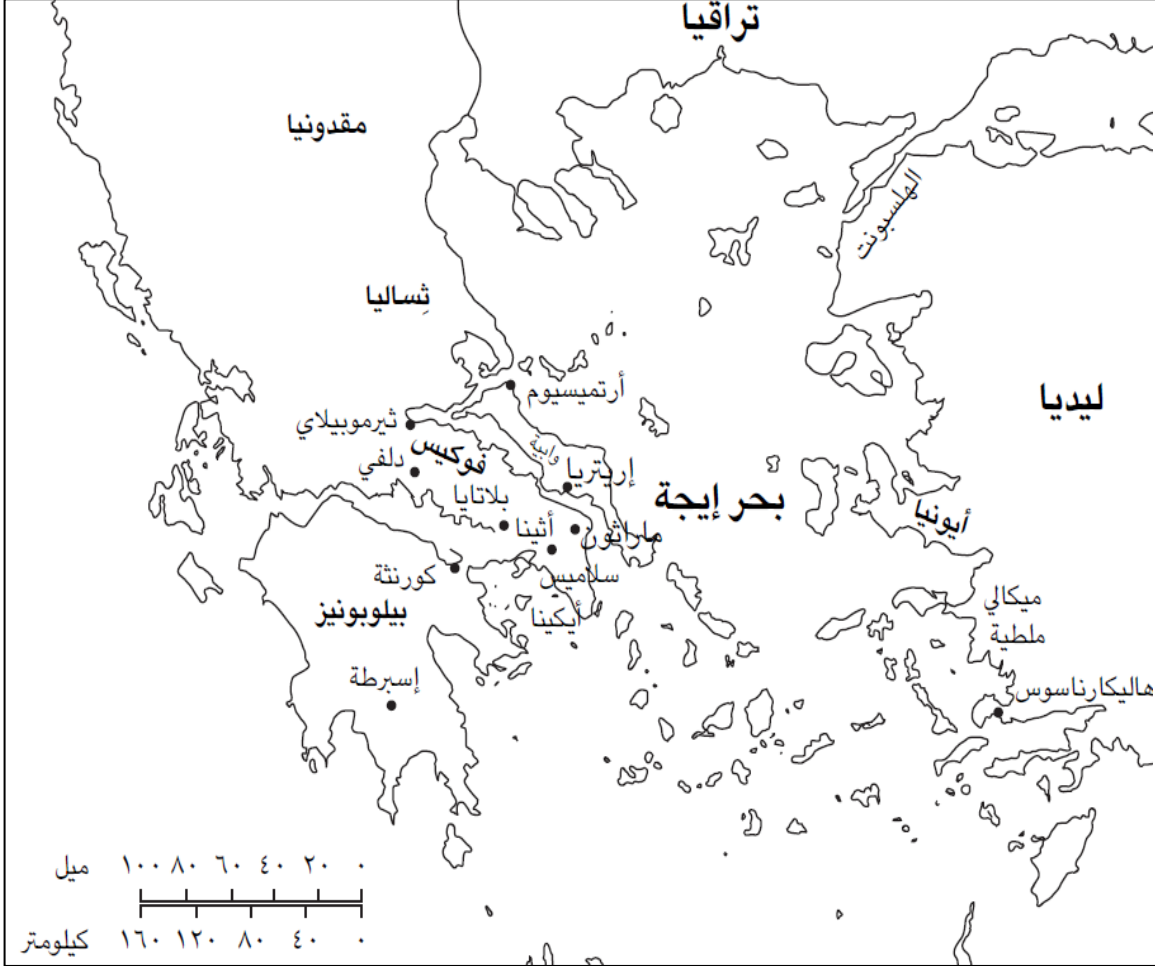 تراقيا
مقدونيا
الهلسبونت
ثِساليا
أرتميسيوم
ليديا
ثيرموبيلاي
فوكيس
وابية
دلفي
إريتريا
بحر إيجة
بلاتايا
أثينا
ماراثون
أيونيا
كورنثة
سلاميس
بيلوبونيز
أيكينا
ميكالي
ملطية
إسبرطة
هاليكارناسوس
ميل ١٠٠ ٨٠ ٦٠ ٤٠ ٢٠ ٠
كيلومتر ١٦٠ ١٢٠ ٨٠ ٤٠ ٠